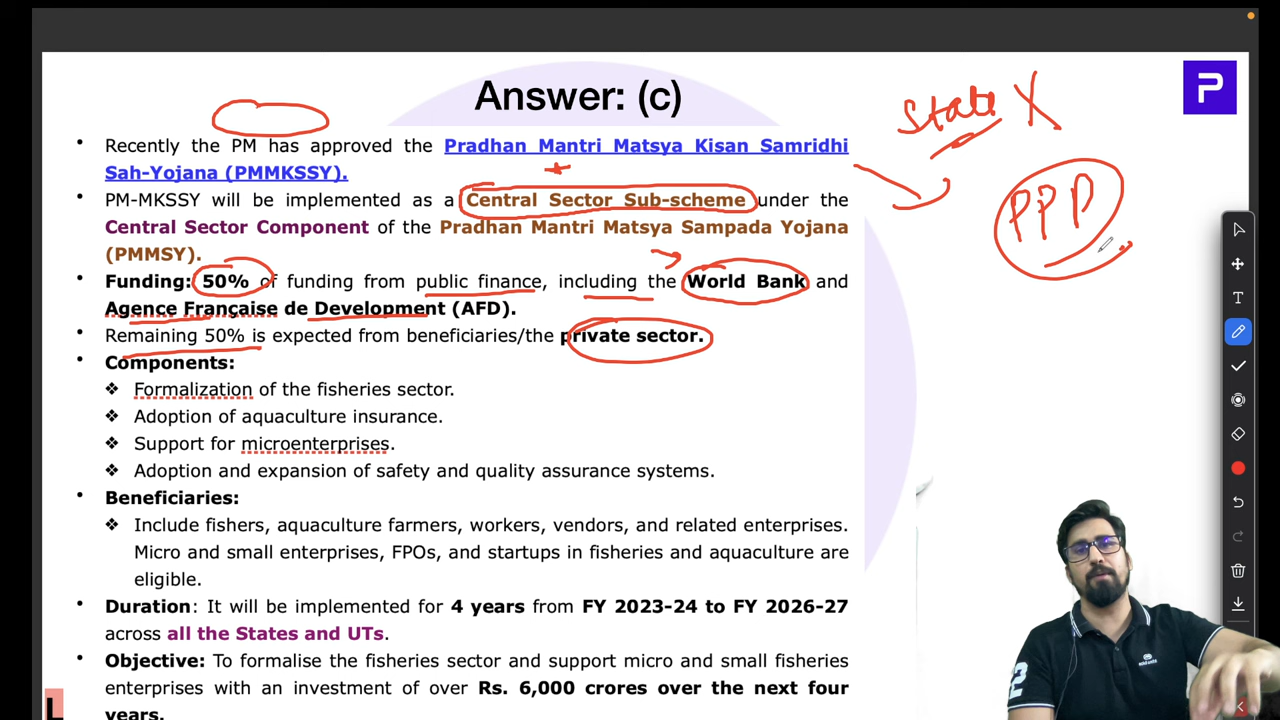 Answer: (c)
State X
P
• Recently the PM has approved the Pradhan Mantri Matsya Kisan Samridhi
Sah-Yojana (PMMKSSY).
• PM-MKSSY will be implemented as a Central Sector Sub-scheme under the
PPP
Central Sector Component of the Pradhan Mantri Matsya Sampada Yojana
(PMMSY).
• Funding: 50% of funding from public finance, including the World Bank and
Agence Française de Development (AFD).
• Remaining 50% is expected from beneficiaries/the private sector.
• Components:
❖ Formalization of the fisheries sector.
❖ Adoption of aquaculture insurance.
❖ Support for microenterprises.
❖ Adoption and expansion of safety and quality assurance systems.
• Beneficiaries:
❖ Include fishers, aquaculture farmers, workers, vendors, and related enterprises.
Micro and small enterprises, FPOs, and startups in fisheries and aquaculture are
eligible.
• Duration: It will be implemented for 4 years from FY 2023-24 to FY 2026-27
across all the States and UTs.
• Objective: To formalise the fisheries sector and support micro and small fisheries
enterprises with an investment of over Rs. 6,000 crores over the next four
years.
L
2
T